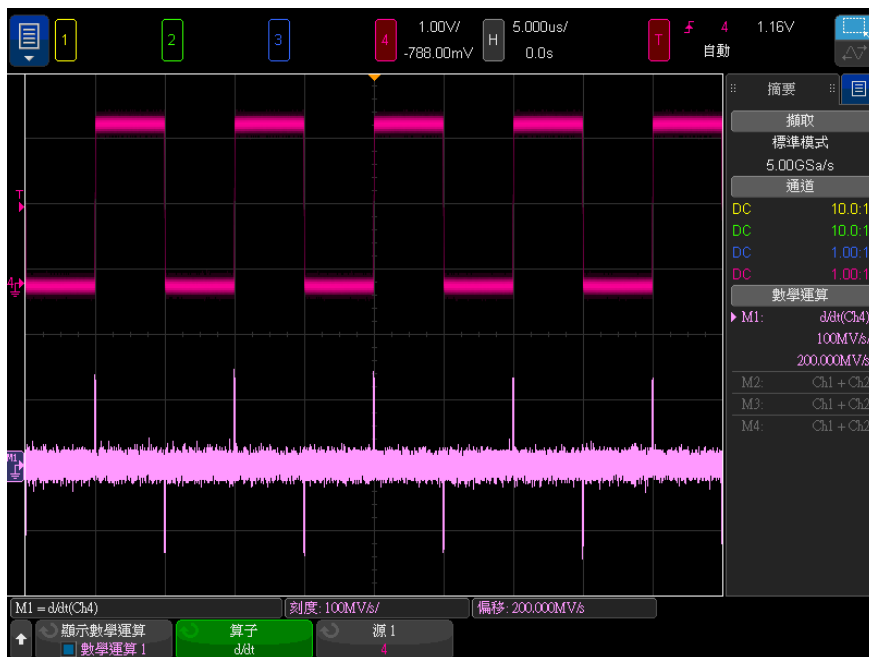 1 2 3 4 1.00V/ -788.00mV H 5.000us/ 0.0s T 4 1.16V 自動
摘要
擷取
標準模式
5.00GSa/s
通道
DC 10.0:1
DC 10.0:1
DC 1.00:1
DC 1.00:1
數學運算
M1: d/dt(Ch4)
100MV/s/
200.000MV/s
M2: Ch1 + Ch2
M3: Ch1 + Ch2
M4: Ch1 + Ch2
T
4
M1
M1 = d/dt(Ch4) 刻度: 100MV/s/ 偏移: 200.000MV/s
顯示數學運算 算子 源 1
數學運算 1 d/dt 4